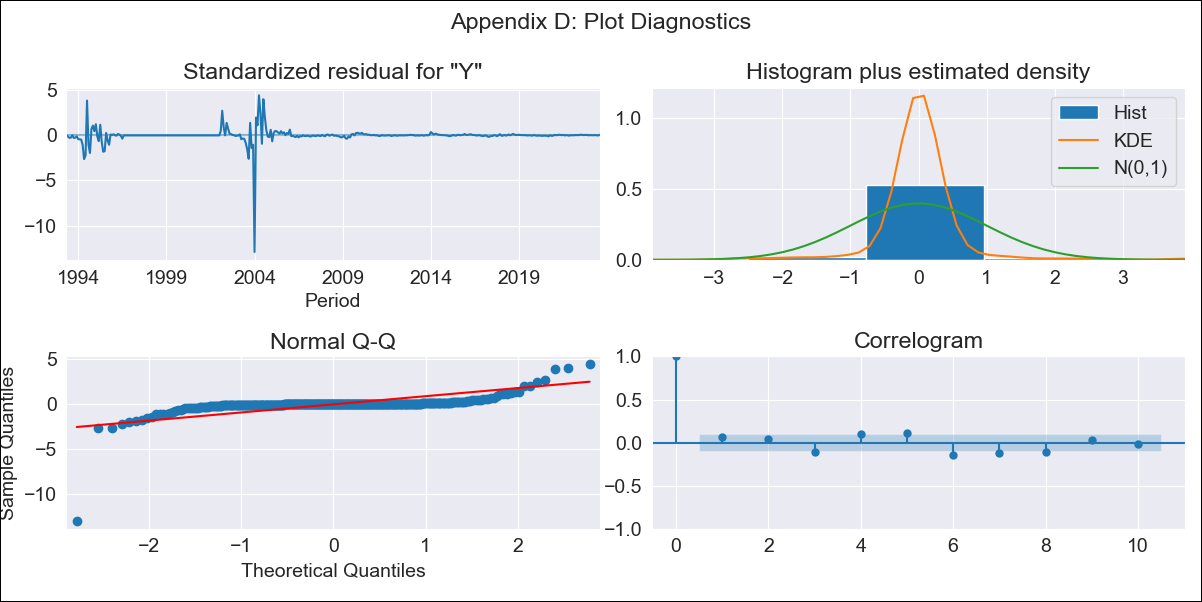 Appendix D: Plot Diagnostics
Standardized residual for "Y"
5
0
−5
−10
1994 1999 2004 2009 2014 2019
Period
Histogram plus estimated density
1.0
0.5
0.0
Hist
KDE
N(0,1)
−3 −2 −1 0 1 2 3
Normal Q-Q
Sample Quantiles
5
0
−5
−10
−2 −1 0 1 2
Theoretical Quantiles
Correlogram
1.0
0.5
0.0
−0.5
−1.0
0 2 4 6 8 10